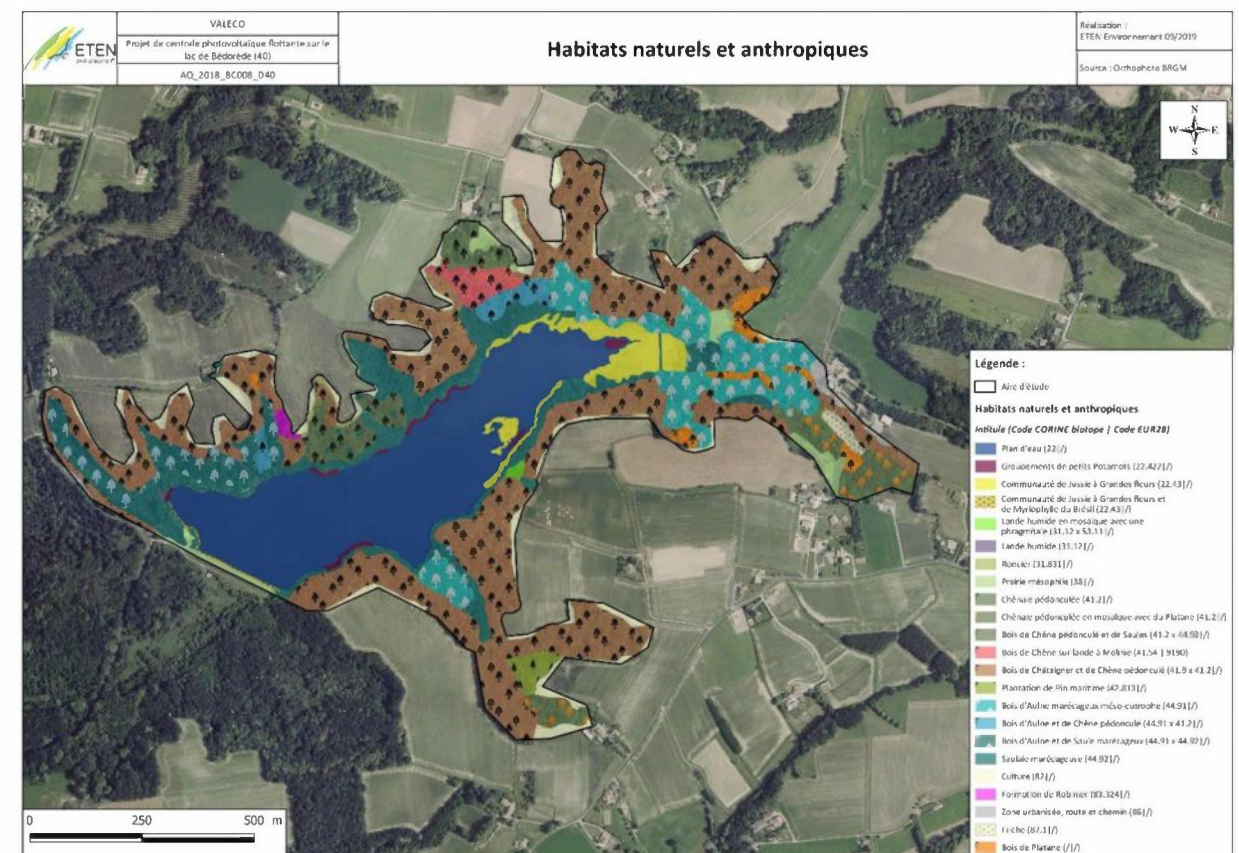 ETEN
VALECO
Projet de centrale photovoltaïque flottante sur le
lac de Bédorède (40)
AQ_2018_BC008_D40
Habitats naturels et anthropiques
Réalisation :
ETEN Environnement 09/2019
Source : Orthophoto BRGM
N
W E
S
Légende :
Aire d'étude
Habitats naturels et anthropiques
Intitulé (Code CORINE biotope | Code EUR28)
Plan d'eau (22|/)
Groupements de petits Potamots (22.422|/)
Communauté de Jussie à Grandes fleurs (22.43|/)
Communauté de Jussie à Grandes fleurs et
de Myriophylle du Brésil (22.43|/)
Lande humide en mosaïque avec une
phragmitaie (31.12 x 53.11|/)
Lande humide (31.12|/)
Roncier (31.831|/)
Prairie mésophile (38|/)
Chênaie pédonculée (41.2|/)
Chênaie pédonculée en mosaïque avec du Platane (41.2|/)
Bois de Chêne pédonculé et de Saules (41.2 x 44.92|/)
Bois de Chêne sur lande à Molinie (41.54 | 9190)
Bois de Châtaigner et de Chêne pédonculé (41.9 x 41.2|/)
Plantation de Pin maritime (42.813|/)
Bois d'Aulne marécageux méso-eutrophe (44.91|/)
Bois d'Aulne et de Chêne pédonculé (44.91 x 41.2|/)
Bois d'Aulne et de Saule marécageux (44.91 x 44.92|/)
Saulaie marécageuse (44.92|/)
Culture (82|/)
Formation de Robinier (83.324|/)
Zone urbanisée, route et chemin (86|/)
Friche (87.1|/)
Bois de Platane (/|/)
0 250 500 m